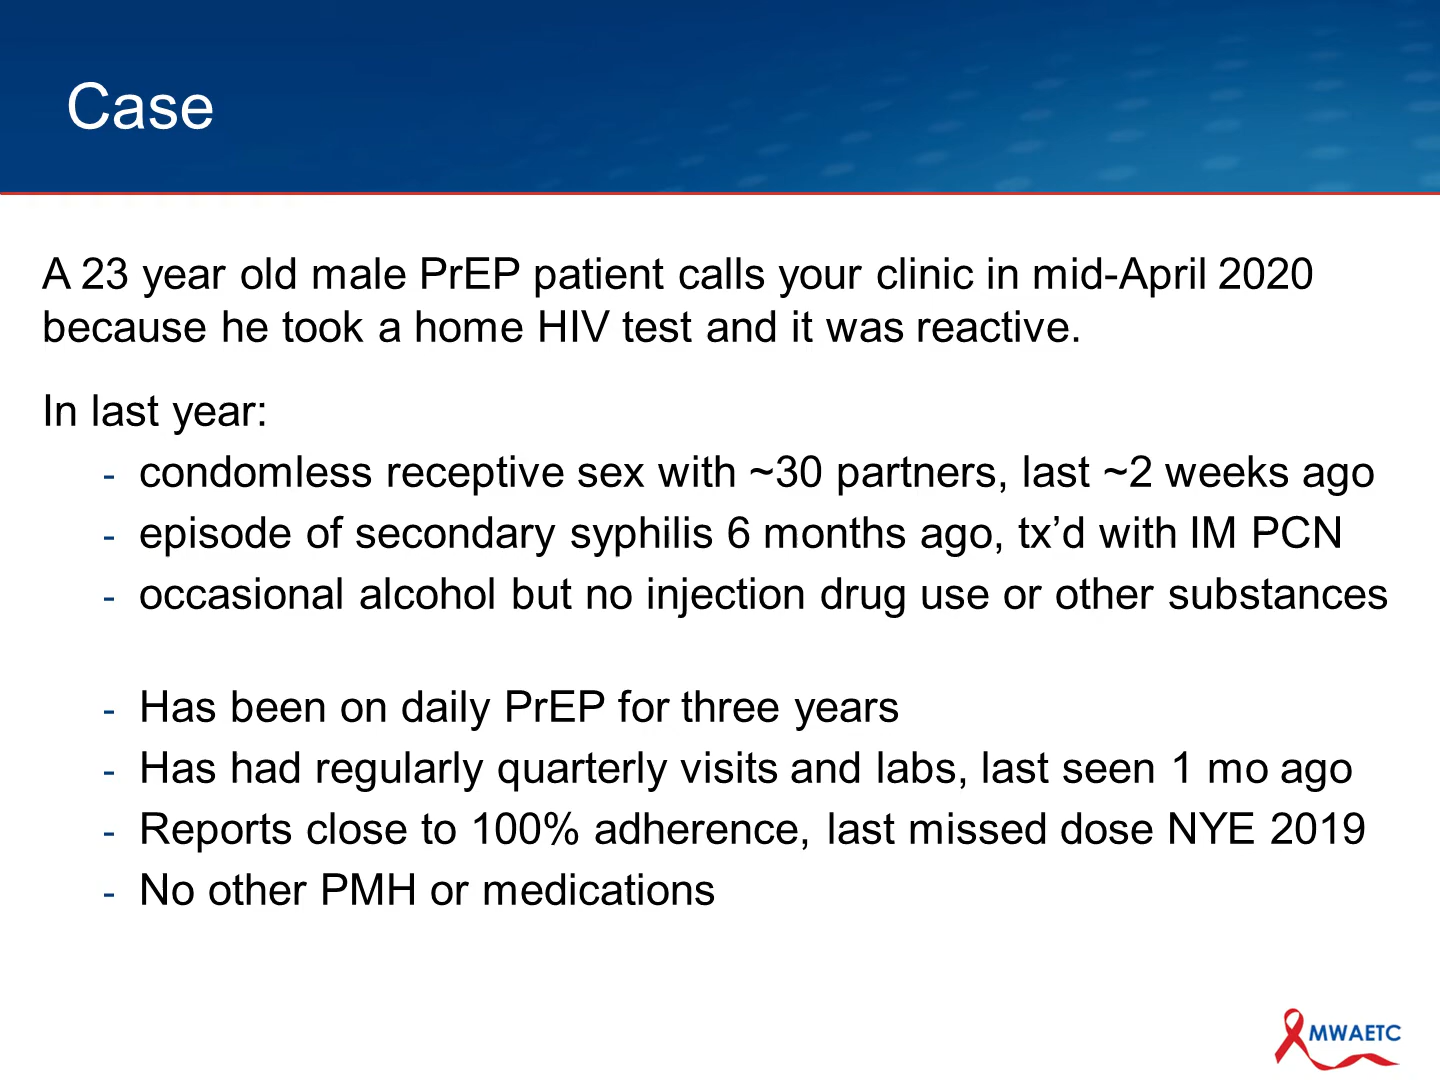 Case
A 23 year old male PrEP patient calls your clinic in mid-April 2020
because he took a home HIV test and it was reactive.
In last year:
- condomless receptive sex with ~30 partners, last ~2 weeks ago
- episode of secondary syphilis 6 months ago, tx’d with IM PCN
- occasional alcohol but no injection drug use or other substances
- Has been on daily PrEP for three years
- Has had regularly quarterly visits and labs, last seen 1 mo ago
- Reports close to 100% adherence, last missed dose NYE 2019
- No other PMH or medications
MWAETC